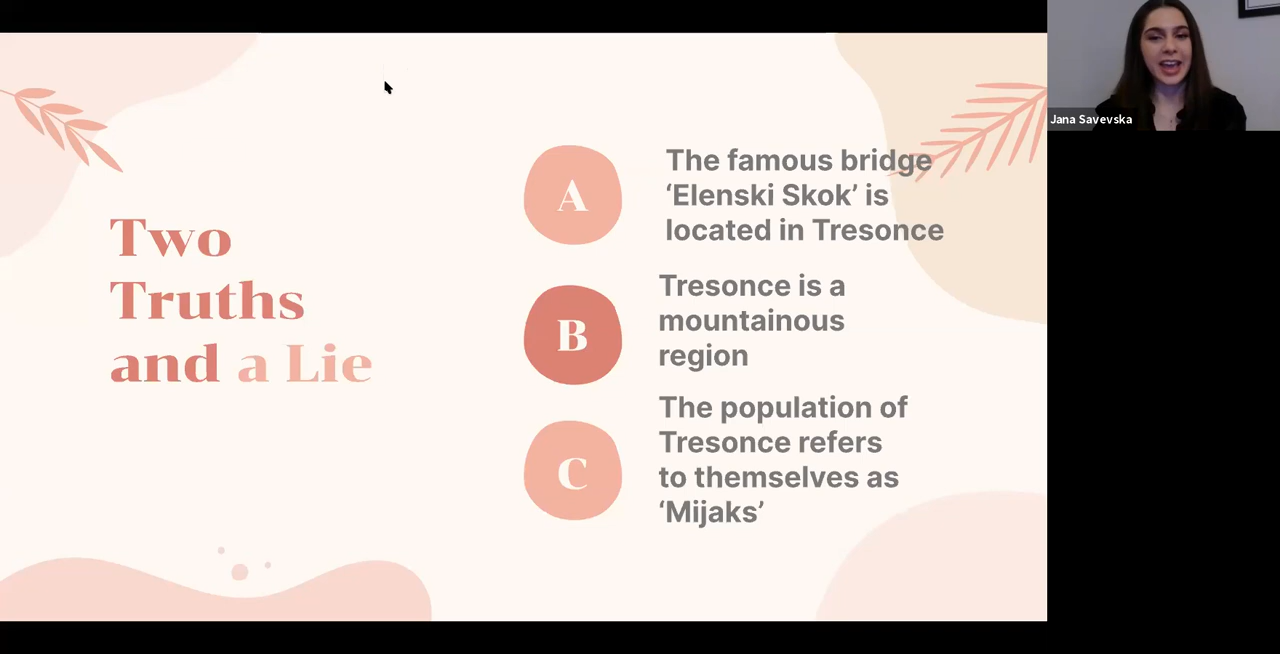 Two
Truths
and a Lie
A
The famous bridge
‘Elenski Skok’ is
located in Tresonce
B
Tresonce is a
mountainous
region
C
The population of
Tresonce refers
to themselves as
‘Mijaks’
Jana Savevska